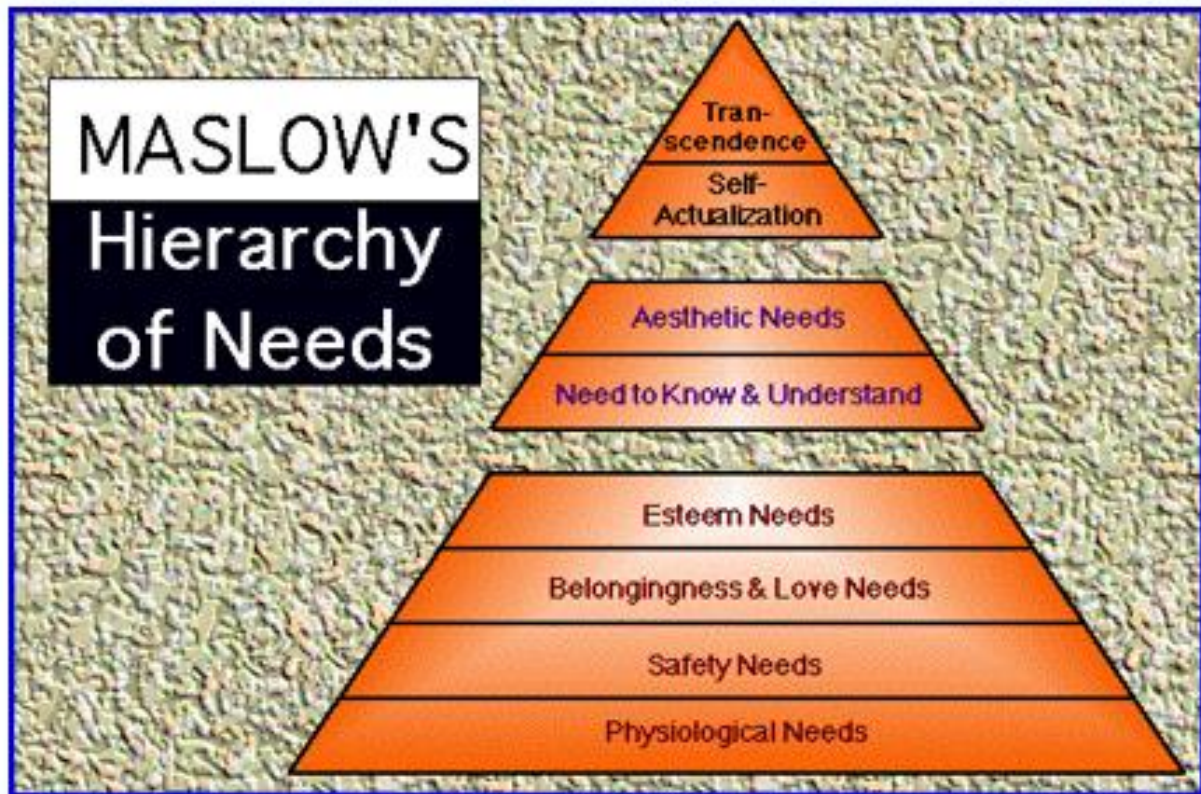 MASLOW'S
Hierarchy
of Needs
Tran-
scendence
Self-
Actualization
Aesthetic Needs
Need to Know & Understand
Esteem Needs
Belongingness & Love Needs
Safety Needs
Physiological Needs